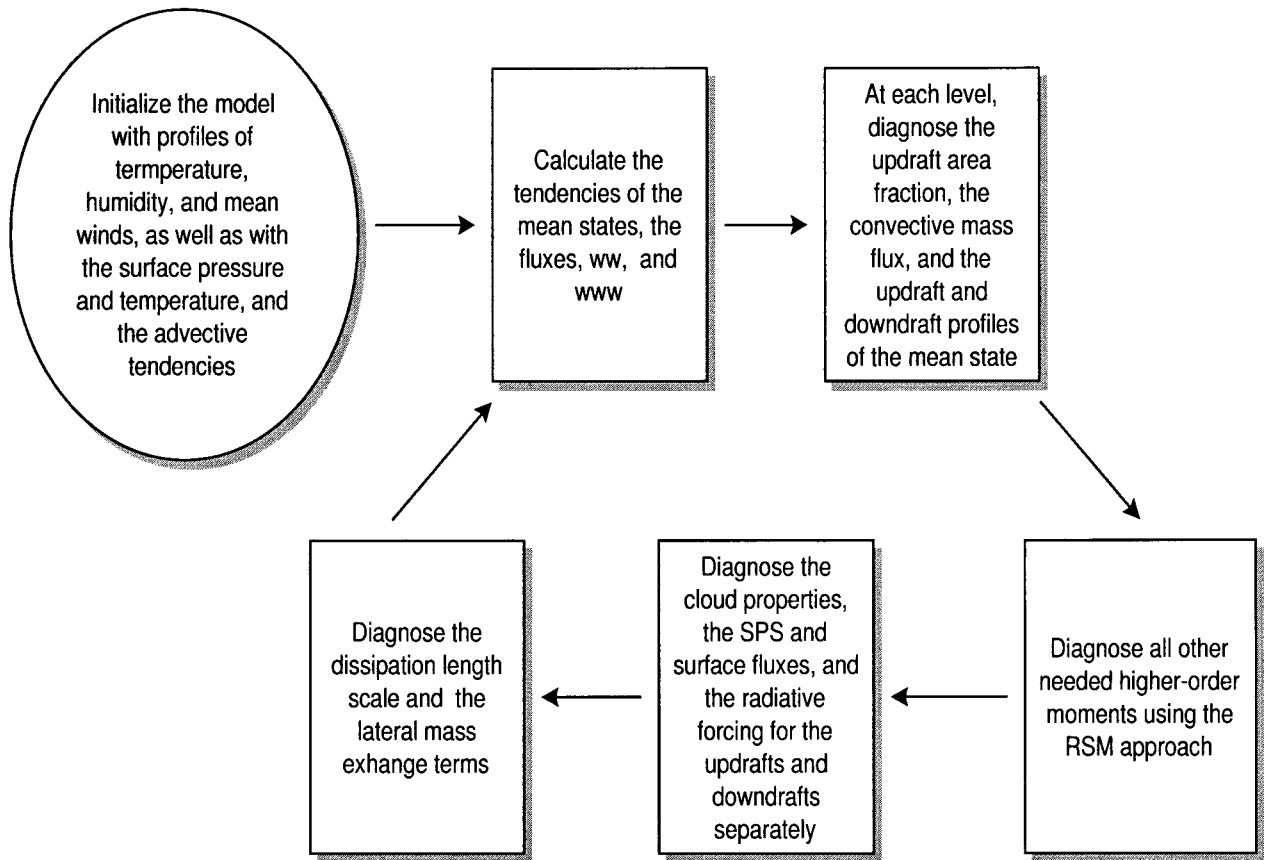 Initialize the model
with profiles of
termperature,
humidity, and mean
winds, as well as with
the surface pressure
and temperature, and
the advective
tendencies
Calculate the
tendencies of the
mean states, the
fluxes, ww, and
www
At each level,
diagnose the
updraft area
fraction, the
convective mass
flux, and the
updraft and
downdraft profiles
of the mean state
Diagnose all other
needed higher-order
moments using the
RSM approach
Diagnose the
cloud properties,
the SPS and
surface fluxes, and
the radiative
forcing for the
updrafts and
downdrafts
separately
Diagnose the
dissipation length
scale and the
lateral mass
exhange terms